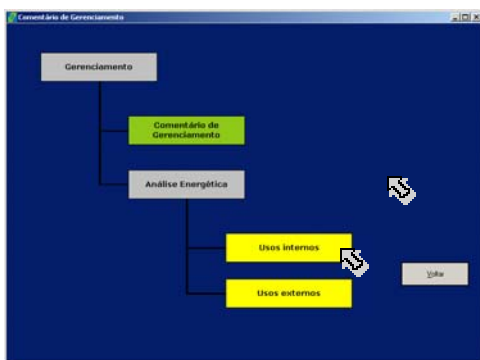 Comentário de Gerenciamento
Gerenciamento
Comentário de
Gerenciamento
Análise Energética
Usos internos
Usos externos
Volta